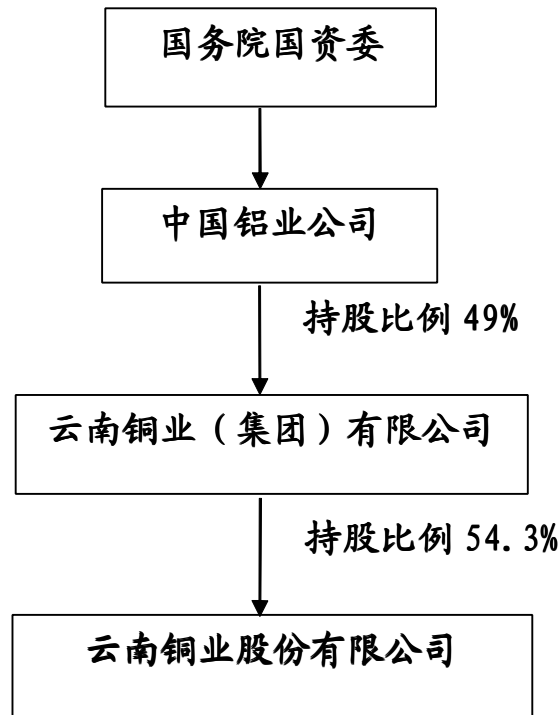 国务院国资委
中国铝业公司
持股比例 49%
云南铜业（集团）有限公司
持股比例 54.3%
云南铜业股份有限公司